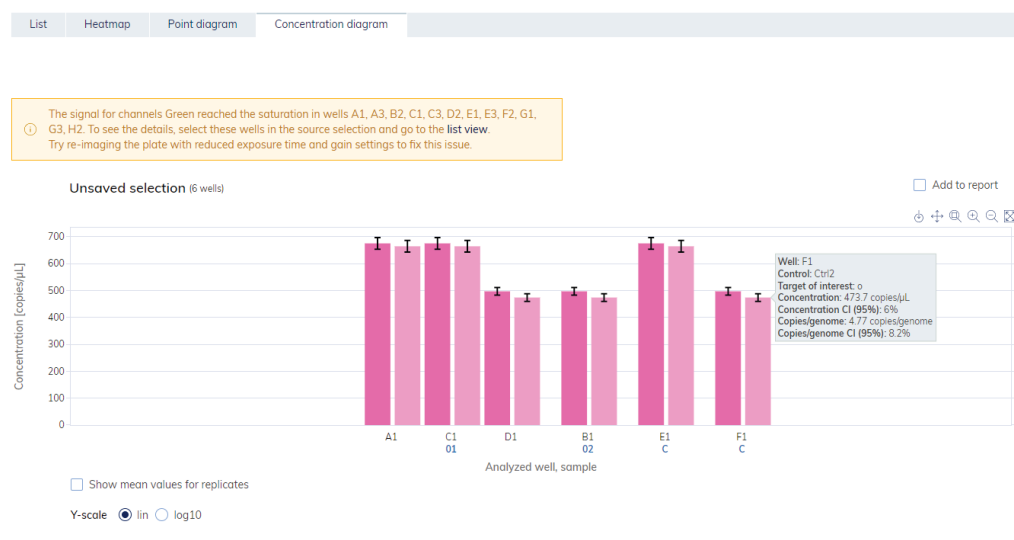 List Heatmap Point diagram Concentration diagram
The signal for channels Green reached the saturation in wells A1, A3, B2, C1, C3, D2, E1, E3, F2, G1,
G3, H2. To see the details, select these wells in the source selection and go to the list view.
Try re-imaging the plate with reduced exposure time and gain settings to fix this issue.
Unsaved selection (6 wells)
Add to report
Concentration [copies/µL]
700
600
500
400
300
200
100
0
Well: F1
Control: Ctrl2
Target of interest: o
Concentration: 473.7 copies/µL
Concentration CI (95%): 6%
Copies/genome: 4.77 copies/genome
Copies/genome CI (95%): 8.2%
A1 C1 D1 B1 E1 F1
01 02 C C
Analyzed well, sample
Show mean values for replicates
Y-scale lin log10